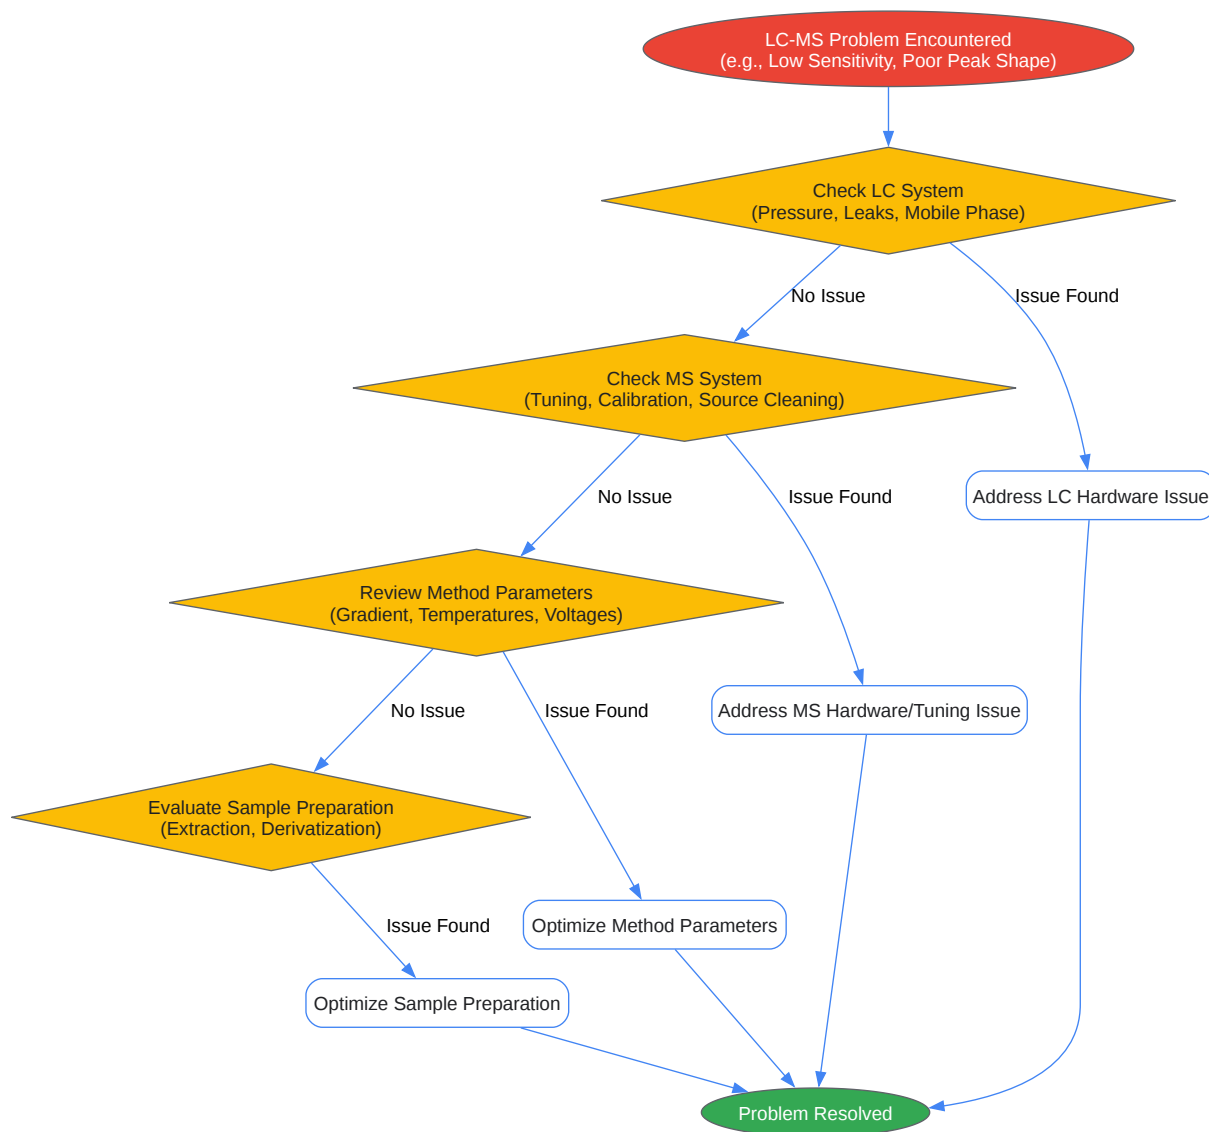 LC-MS Problem Encountered
(e.g., Low Sensitivity, Poor Peak Shape)
Check LC System
(Pressure, Leaks, Mobile Phase)
No Issue
Issue Found
Check MS System
(Tuning, Calibration, Source Cleaning)
No Issue
Issue Found
Address LC Hardware Issue
Review Method Parameters
(Gradient, Temperatures, Voltages)
No Issue
Issue Found
Address MS Hardware/Tuning Issue
Evaluate Sample Preparation
(Extraction, Derivatization)
Issue Found
Optimize Method Parameters
Optimize Sample Preparation
Problem Resolved